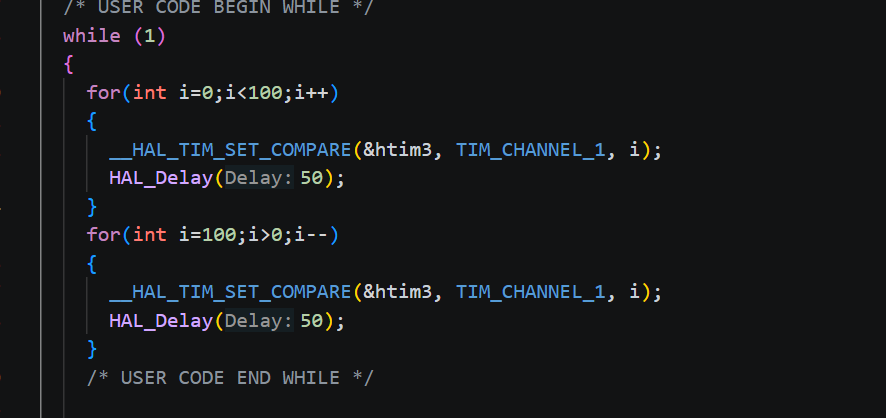 /* USER CODE BEGIN WHILE */
while (1)
{
for(int i=0;i<100;i++)
{
__HAL_TIM_SET_COMPARE(&htim3, TIM_CHANNEL_1, i);
HAL_Delay(Delay: 50);
}
for(int i=100;i>0;i--)
{
__HAL_TIM_SET_COMPARE(&htim3, TIM_CHANNEL_1, i);
HAL_Delay(Delay: 50);
}
/* USER CODE END WHILE */